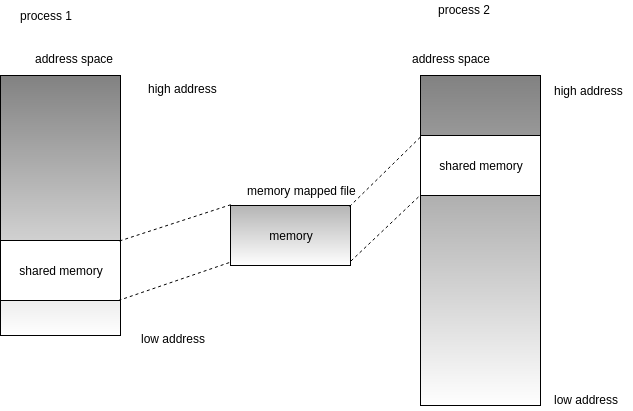 process 1
process 2
address space
address space
high address
high address
memory mapped file
shared memory
memory
shared memory
low address
low address